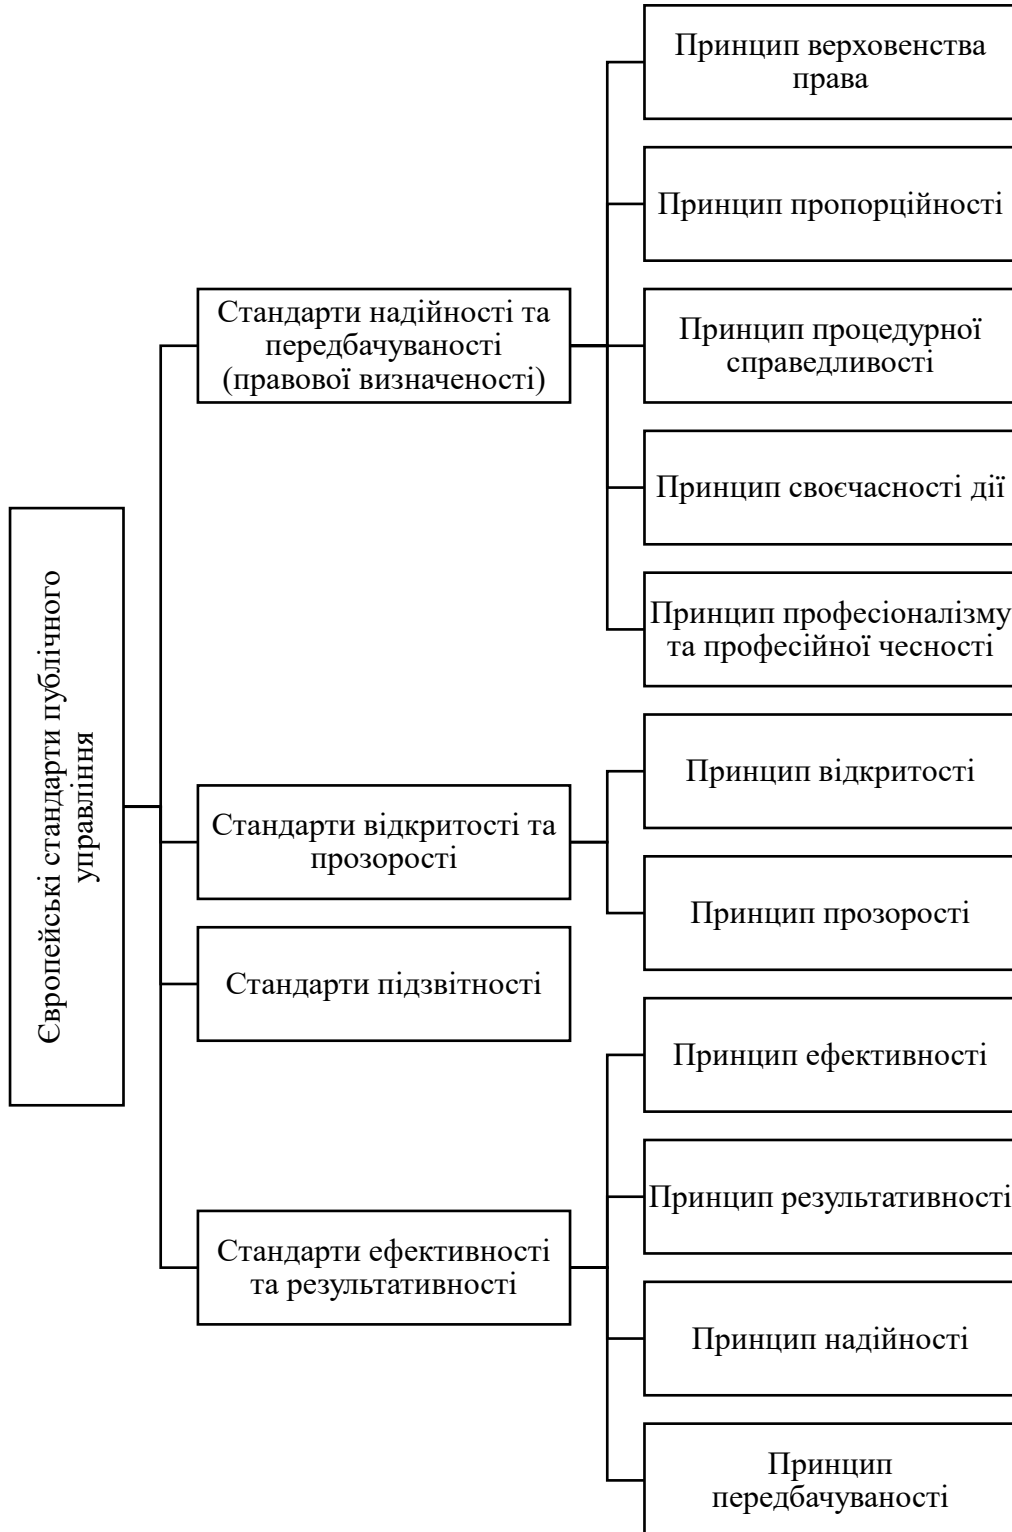 Європейські стандарти публічного
управління
Стандарти надійності та
передбачуваності
(правової визначеності)
Принцип верховенства
права
Принцип пропорційності
Принцип процедурної
справедливості
Принцип своєчасності дії
Принцип професіоналізму
та професійної чесності
Стандарти відкритості та
прозорості
Принцип відкритості
Принцип прозорості
Стандарти підзвітності
Стандарти ефективності
та результативності
Принцип ефективності
Принцип результативності
Принцип надійності
Принцип
передбачуваності